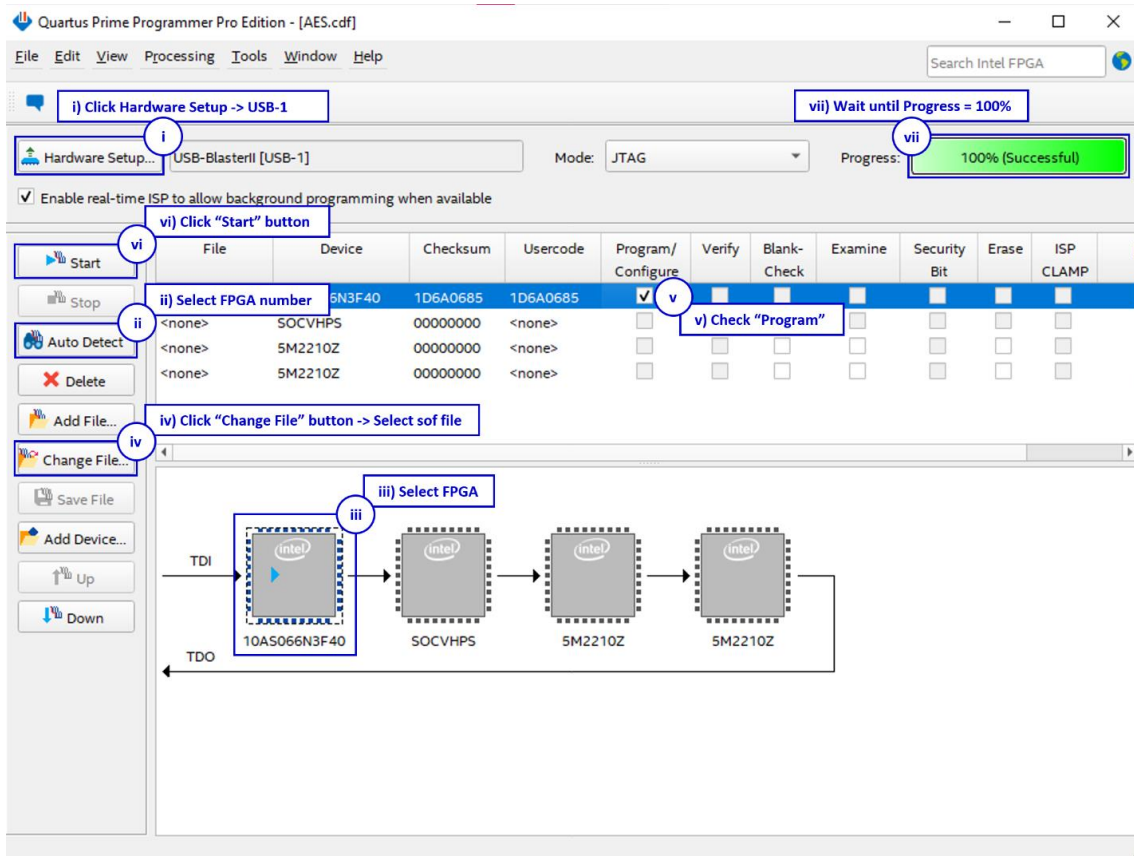 Quartus Prime Programmer Pro Edition - [AES.cdf]
File Edit View Processing Tools Window Help
Search Intel FPGA
i) Click Hardware Setup -> USB-1
vii) Wait until Progress = 100%
i
vii
Hardware Setup... USB-BlasterII [USB-1]
Mode: JTAG
Progress: 100% (Successful)
Enable real-time ISP to allow background programming when available
vi) Click “Start” button
vi
Start
Stop
Auto Detect
Delete
Add File...
Change File...
Save File
Add Device...
Up
Down
File Device Checksum Usercode Program/ Verify Blank- Examine Security Erase ISP
Configure Check Bit CLAMP
ii) Select FPGA number
ii
6N3F40 1D6A0685 1D6A0685
v
v) Check “Program”
<none> SOCVHPS 00000000 <none>
<none> 5M2210Z 00000000 <none>
<none> 5M2210Z 00000000 <none>
iv) Click “Change File” button -> Select sof file
iv
iii) Select FPGA
iii
TDI
intel intel intel intel
10AS066N3F40 SOCVHPS 5M2210Z 5M2210Z
TDO